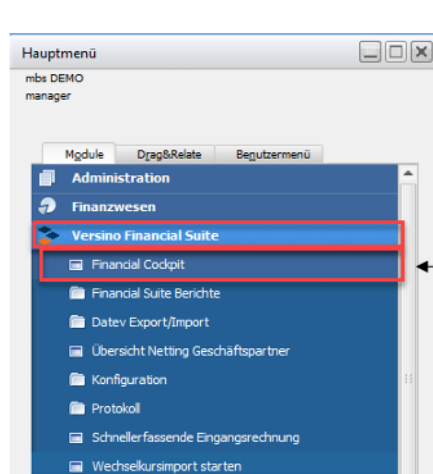 Hauptmenü
mbs DEMO
manager
Module Drag&Relate Benutzermenü
Administration
Finanzwesen
Versino Financial Suite
Financial Cockpit
Financial Suite Berichte
Datev Export/Import
Übersicht Netting Geschäftspartner
Konfiguration
Protokoll
Schnellerfassende Eingangsrechnung
Wechselkursimport starten